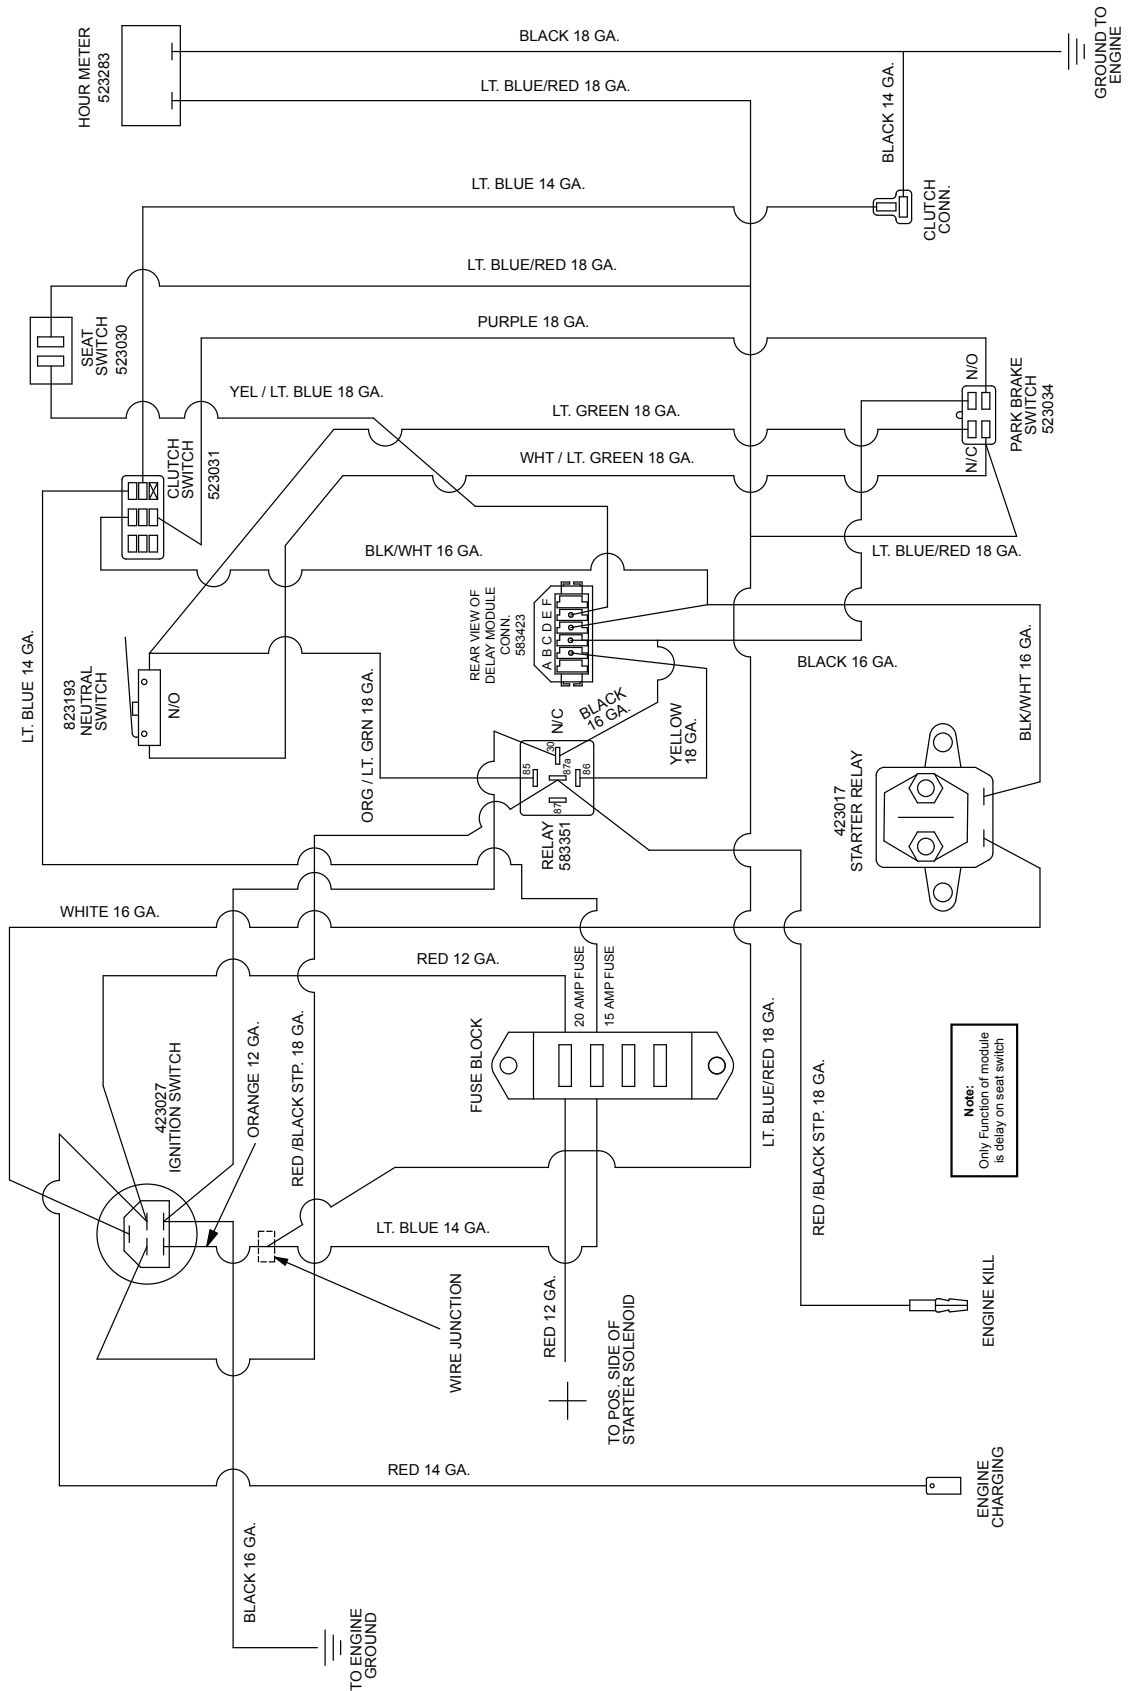 HOUR METER
523283
BLACK 18 GA.
LT. BLUE/RED 18 GA.
BLACK 14 GA.
GROUND TO
ENGINE
LT. BLUE 14 GA.
CLUTCH
CONN.
LT. BLUE/RED 18 GA.
SEAT
SWITCH
523030
PURPLE 18 GA.
YEL / LT. BLUE 18 GA.
LT. GREEN 18 GA.
N/O
N/C
PARK BRAKE
SWITCH
523034
CLUTCH
SWITCH
523031
WHT / LT. GREEN 18 GA.
BLK/WHT 16 GA.
LT. BLUE/RED 18 GA.
LT. BLUE 14 GA.
823193
NEUTRAL
SWITCH
N/O
REAR VIEW OF
DELAY MODULE
CONN.
583423
A B C D E F
BLACK 16 GA.
BLK/WHT 16 GA.
ORG / LT. GRN 18 GA.
N/C
BLACK
16 GA.
YELLOW
18 GA.
30
85
87a
86
87
RELAY
583351
423017
STARTER RELAY
WHITE 16 GA.
RED 12 GA.
20 AMP FUSE
15 AMP FUSE
FUSE BLOCK
423027
IGNITION SWITCH
ORANGE 12 GA.
RED /BLACK STP. 18 GA.
LT. BLUE/RED 18 GA.
RED /BLACK STP. 18 GA.
Note:
Only Function of module
is delay on seat switch
LT. BLUE 14 GA.
WIRE JUNCTION
RED 12 GA.
TO POS. SIDE OF
STARTER SOLENOID
ENGINE KILL
RED 14 GA.
ENGINE
CHARGING
BLACK 16 GA.
TO ENGINE
GROUND